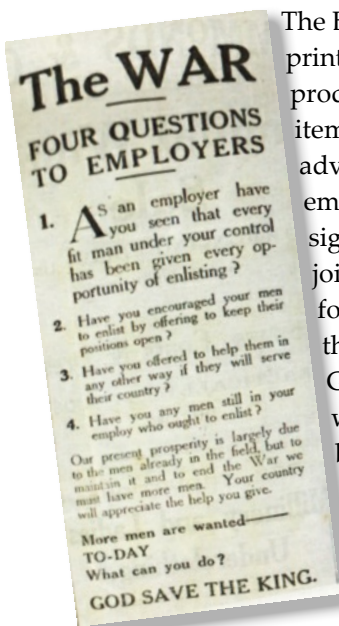 The WAR
FOUR QUESTIONS
TO EMPLOYERS
1. As an employer have
you seen that every
fit man under your control
has been given every op-
portunity of enlisting?
2. Have you encouraged your men
to enlist by offering to keep their
positions open?
3. Have you offered to help them in
any other way if they will serve
their country?
4. Have you any men still in your
employ who ought to enlist?
Our present prosperity is largely due
to the men already in the field, but to
maintain it and to end the War we
must have more men. Your country
will appreciate the help you give.
More men are wanted—
TO-DAY
What can you do?
GOD SAVE THE KING.
The
print
proc
item
adv
em
sig
joi
fo
th